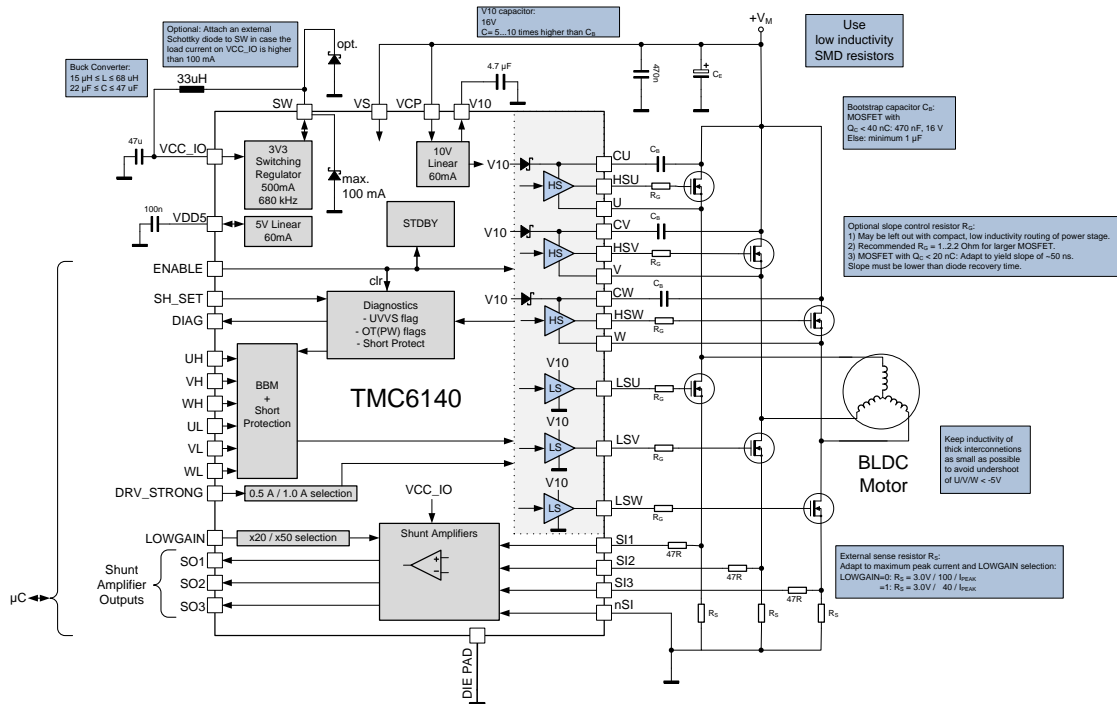 Optional: Attach an external
Schottky diode to SW in case the
load current on VCC_IO is higher
than 100 mA
Buck Converter:
15 µH ≤ L ≤ 68 uH
22 µF ≤ C ≤ 47 uF
V10 capacitor:
16V
C= 5...10 times higher than CB
+VM
Use
low inductivity
SMD resistors
opt.
33uH
4.7 µF
470n
CE
SW
VS
VCP
V10
47u
VCC_IO
3V3
Switching
Regulator
500mA
680 kHz
max.
100 mA
10V
Linear
60mA
Bootstrap capacitor CB:
MOSFET with
QC < 40 nC: 470 nF, 16 V
Else: minimum 1 µF
V10
HS
CU
CB
HSU
RG
U
100n
VDD5
5V Linear
60mA
STDBY
V10
HS
CV
CB
HSV
RG
V
Optional slope control resistor RG:
1) May be left out with compact, low inductivity routing of power stage.
2) Recommended RG = 1..2.2 Ohm for larger MOSFET.
3) MOSFET with QC < 20 nC: Adapt to yield slope of ~50 ns.
Slope must be lower than diode recovery time.
ENABLE
clr
SH_SET
DIAG
Diagnostics
- UVVS flag
- OT(PW) flags
- Short Protect
V10
HS
CW
CB
HSW
RG
W
UH
VH
WH
UL
VL
WL
BBM
+
Short
Protection
TMC6140
V10
LS
LSU
RG
V10
LS
LSV
RG
V10
LS
LSW
RG
BLDC
Motor
Keep inductivity of
thick interconnetions
as small as possible
to avoid undershoot
of U/V/W < -5V
DRV_STRONG
0.5 A / 1.0 A selection
VCC_IO
LOWGAIN
x20 / x50 selection
Shunt Amplifiers
+
-
SO1
SO2
SO3
Shunt
Amplifier
Outputs
µC
SI1
47R
SI2
47R
SI3
47R
nSI
RS
RS
RS
External sense resistor RS:
Adapt to maximum peak current and LOWGAIN selection:
LOWGAIN=0: RS = 3.0V / 100 / IPEAK
=1: RS = 3.0V / 40 / IPEAK
DIE PAD